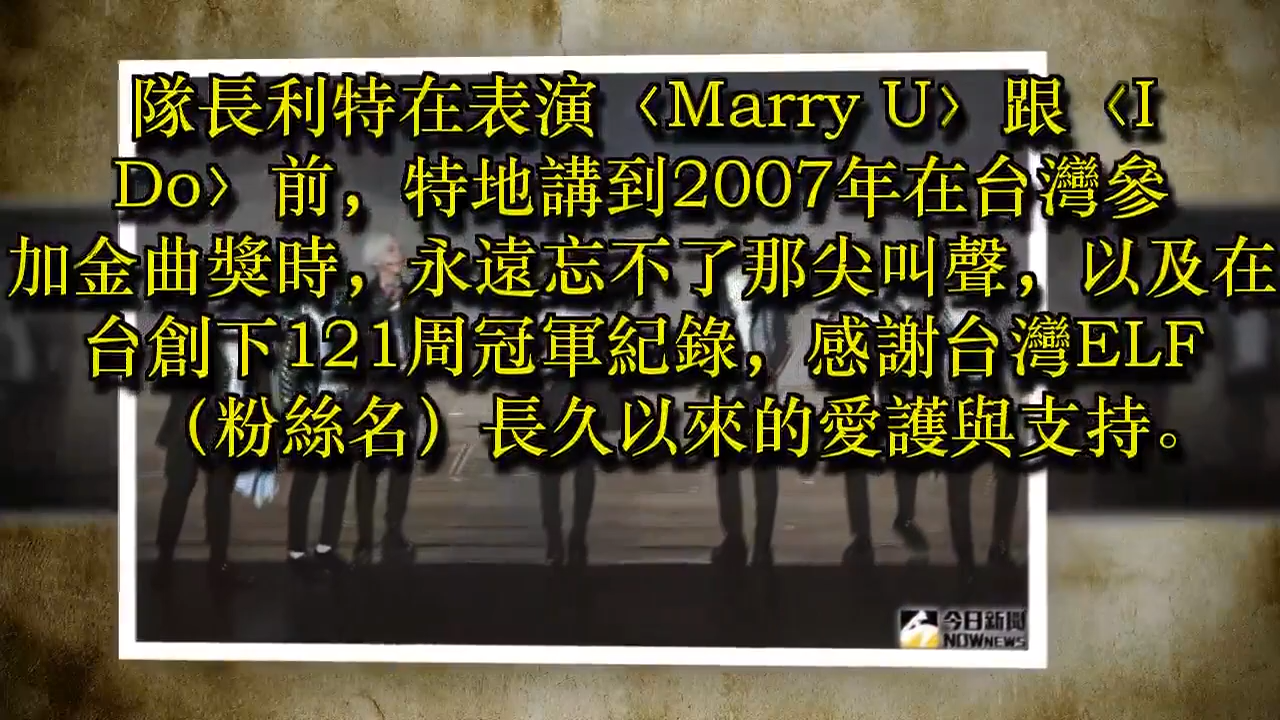 隊長利特在表演〈Marry U〉跟〈I
Do〉前，特地講到2007年在台灣參
加金曲獎時，永遠忘不了那尖叫聲，以及在
台創下121周冠軍紀錄，感謝台灣ELF
（粉絲名）長久以來的愛護與支持。
今日新聞
NOWNEWS